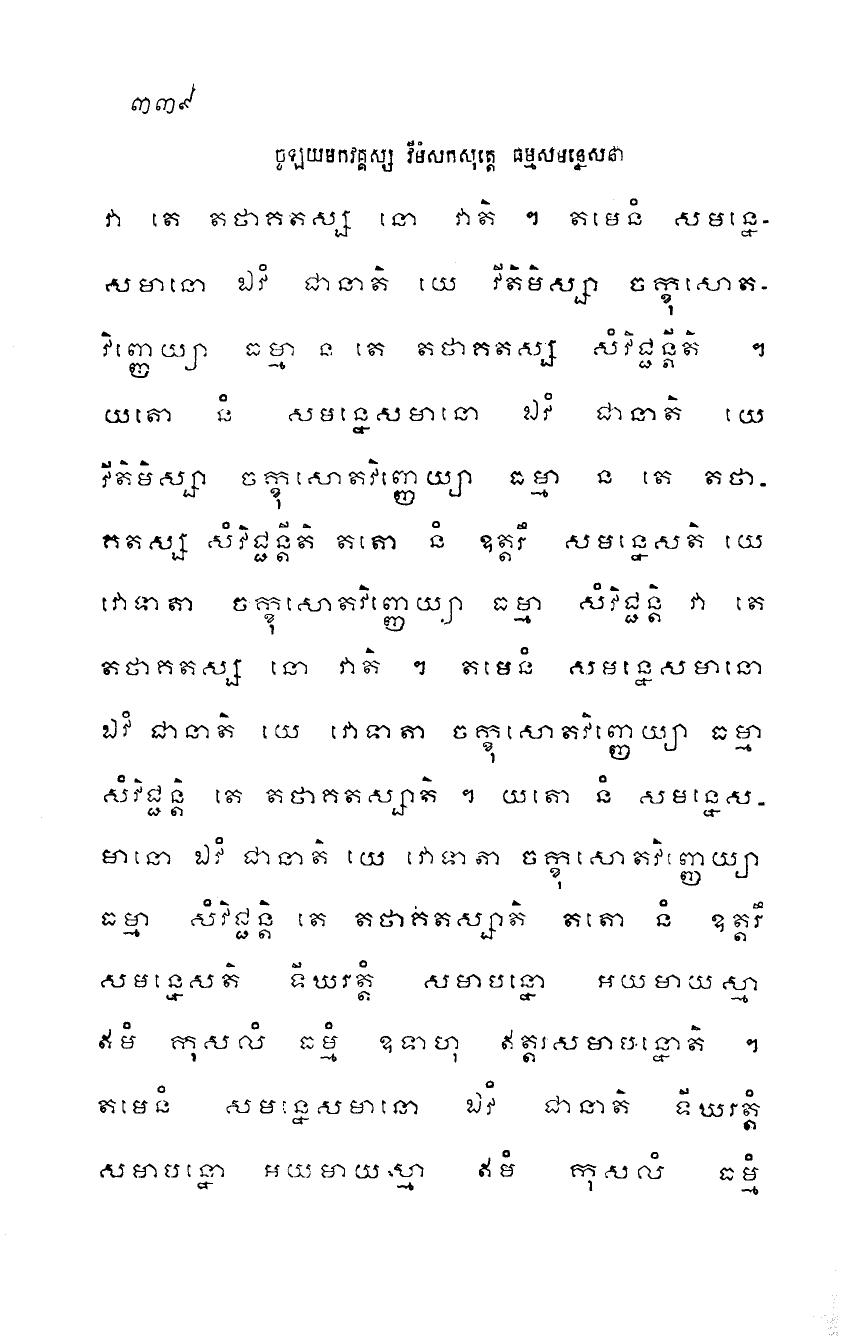 ៣៣៩
ចូឡយមកវគ្គស្ស វីមំសកសុត្តេ ធម្មសមន្នេសនា
វា តេ តថាគតស្ស នោ វាតិ ។ តមេនំ សមន្នេ-
សមានោ ឯវំ ជានាតិ យេ វីតិមិស្សា ចក្ខុសោត-
វិញ្ញេយ្យា ធម្មា ន តេ តថាគតស្ស សំវិជ្ជន្តីតិ ។
យតោ នំ សមន្នេសមានោ ឯវំ ជានាតិ យេ
វីតិមិស្សា ចក្ខុសោតវិញ្ញេយ្យា ធម្មា ន តេ តថា-
គតស្ស សំវិជ្ជន្តីតិ តតោ នំ ឧត្តរឹ សមន្នេសតិ យេ
វោទាតា ចក្ខុសោតវិញ្ញេយ្យា ធម្មា សំវិជ្ជន្តិ វា តេ
តថាគតស្ស នោ វាតិ ។ តមេនំ សមន្នេសមានោ
ឯវំ ជានាតិ យេ វោទាតា ចក្ខុសោតវិញ្ញេយ្យា ធម្មា
សំវិជ្ជន្តិ តេ តថាគតស្សាតិ ។ យតោ នំ សមន្នេស-
មានោ ឯវំ ជានាតិ យេ វោទាតា ចក្ខុសោតវិញ្ញេយ្យា
ធម្មា សំវិជ្ជន្តិ តេ តថាគតស្សាតិ តតោ នំ ឧត្តរឹ
សមន្នេសតិ ទីឃរត្តំ សមាបន្នោ អយមាយស្មា
ឥមំ កុសលំ ធម្មំ ឧទាហុ ឥត្តរសមាបន្នោតិ ។
តមេនំ សមន្នេសមានោ ឯវំ ជានាតិ ទីឃរត្តំ
សមាបន្នោ អយមាយស្មា ឥមំ កុសលំ ធម្មំ